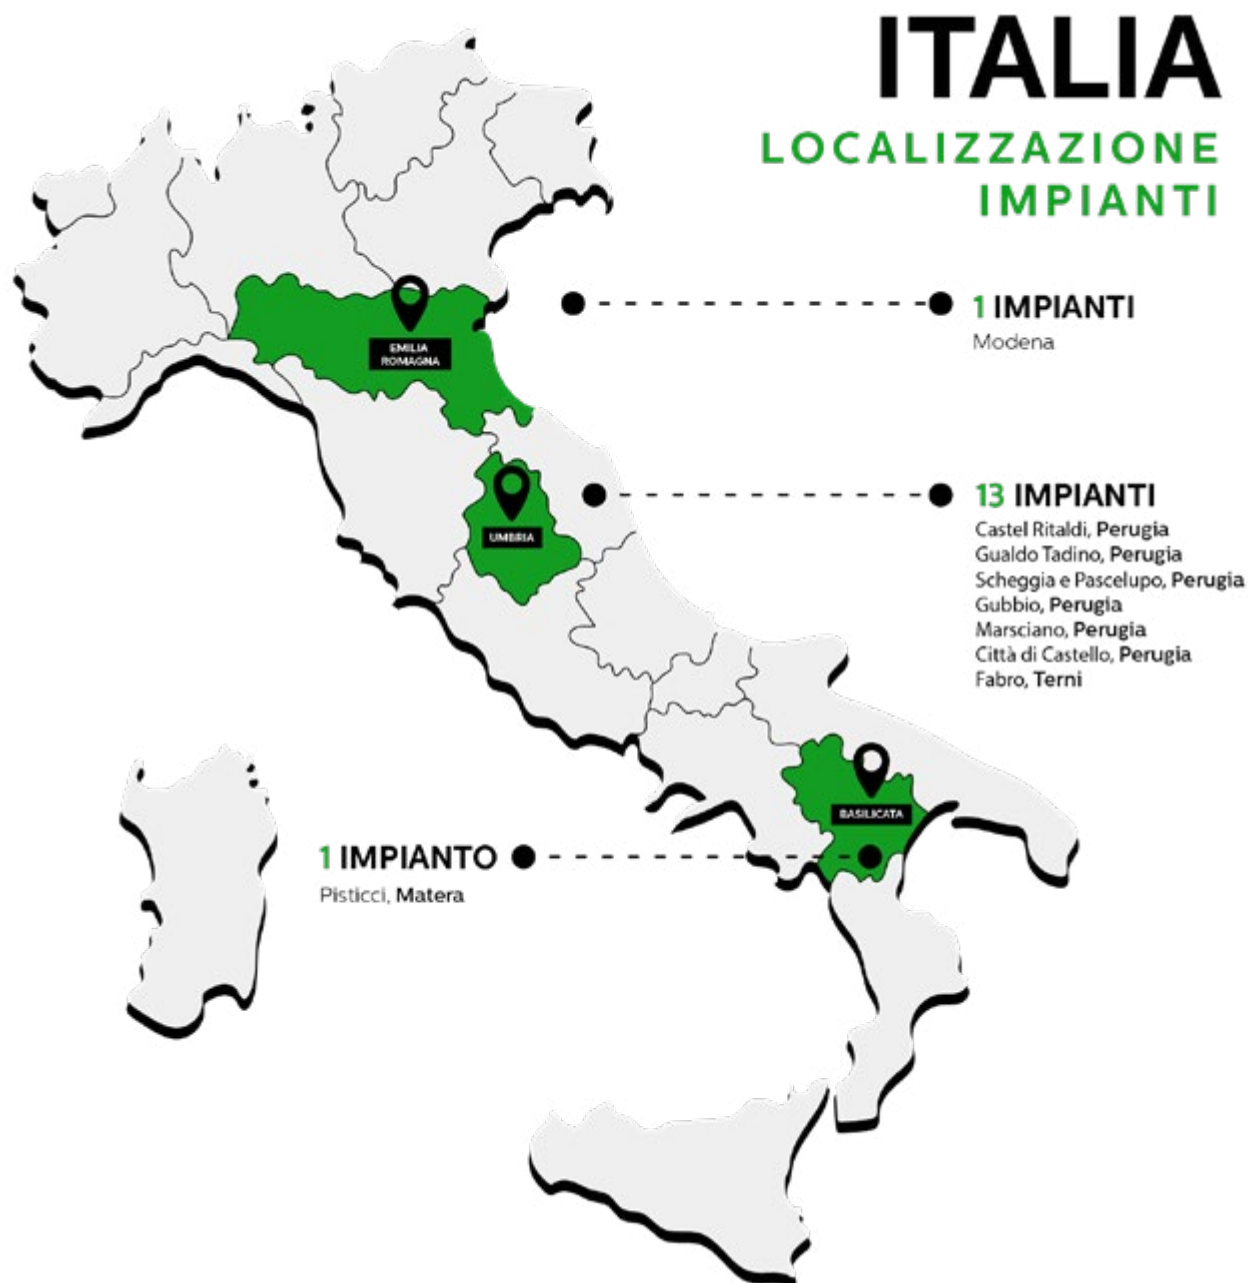 ITALIA
LOCALIZZAZIONE
IMPIANTI
1 IMPIANTI
Modena
EMILIA
ROMAGNA
13 IMPIANTI
Castel Ritaldi, Perugia
Gualdo Tadino, Perugia
Scheggia e Pascelupo, Perugia
Gubbio, Perugia
Marsciano, Perugia
Città di Castello, Perugia
Fabro, Terni
UMBRIA
BASILICATA
1 IMPIANTO
Pisticci, Matera